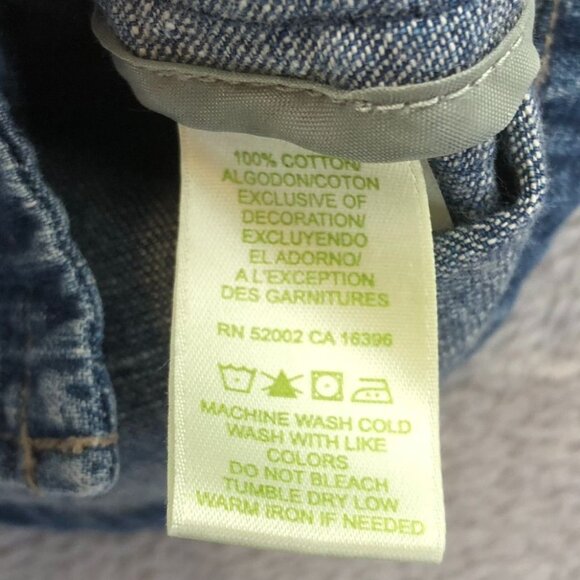 100% COTTON/
ALGODON/COTON
EXCLUSIVE OF
DECORATION/
EXCLUYENDO
EL ADORNO/
A L'EXCEPTION
DES GARNITURES
RN 52002 CA 16396
MACHINE WASH COLD
WASH WITH LIKE
COLORS
DO NOT BLEACH
TUMBLE DRY LOW
WARM IRON IF NEEDED